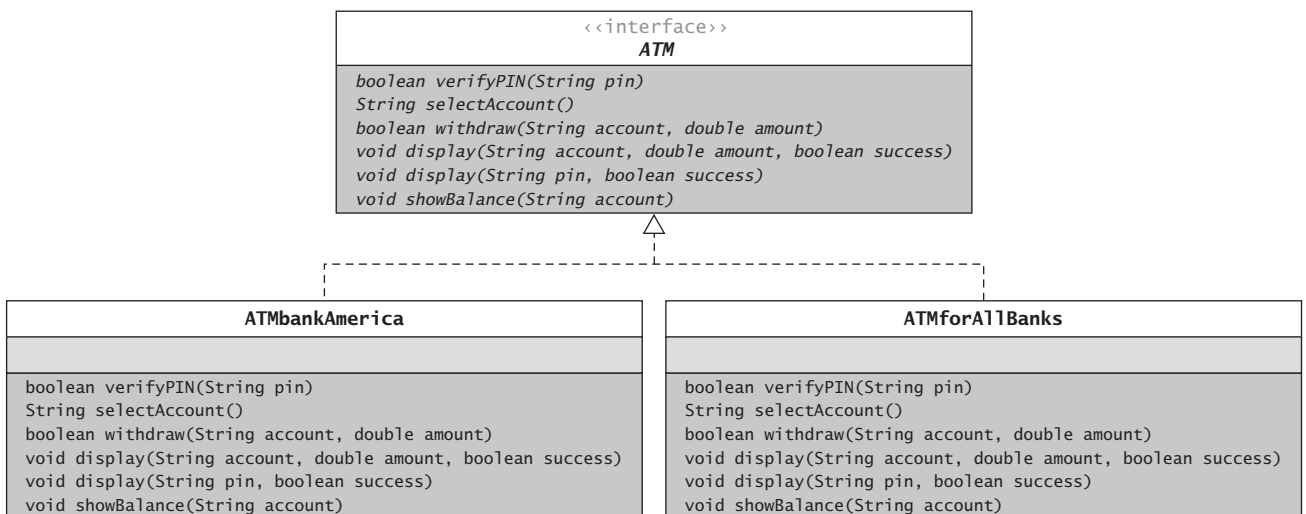 ‹‹interface››
ATM
boolean verifyPIN(String pin)
String selectAccount()
boolean withdraw(String account, double amount)
void display(String account, double amount, boolean success)
void display(String pin, boolean success)
void showBalance(String account)
ATMbankAmerica
boolean verifyPIN(String pin)
String selectAccount()
boolean withdraw(String account, double amount)
void display(String account, double amount, boolean success)
void display(String pin, boolean success)
void showBalance(String account)
ATMforAllBanks
boolean verifyPIN(String pin)
String selectAccount()
boolean withdraw(String account, double amount)
void display(String account, double amount, boolean success)
void display(String pin, boolean success)
void showBalance(String account)